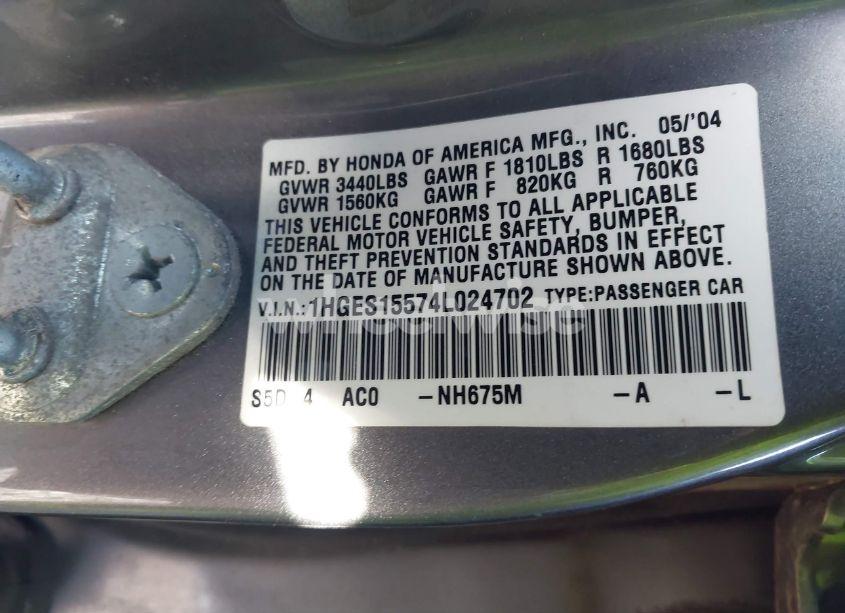 MFD. BY HONDA OF AMERICA MFG., INC. 05/'04
GVWR 3440LBS GAWR F 1810LBS R 1680LBS
GVWR 1560KG GAWR F 820KG R 760KG
THIS VEHICLE CONFORMS TO ALL APPLICABLE
FEDERAL MOTOR VEHICLE SAFETY, BUMPER,
AND THEFT PREVENTION STANDARDS IN EFFECT
ON THE DATE OF MANUFACTURE SHOWN ABOVE.
V.I.N.:1HGES15574L024702 TYPE:PASSENGER CAR
wheelwise
S5D 4 AC0 -NH675M -A -L